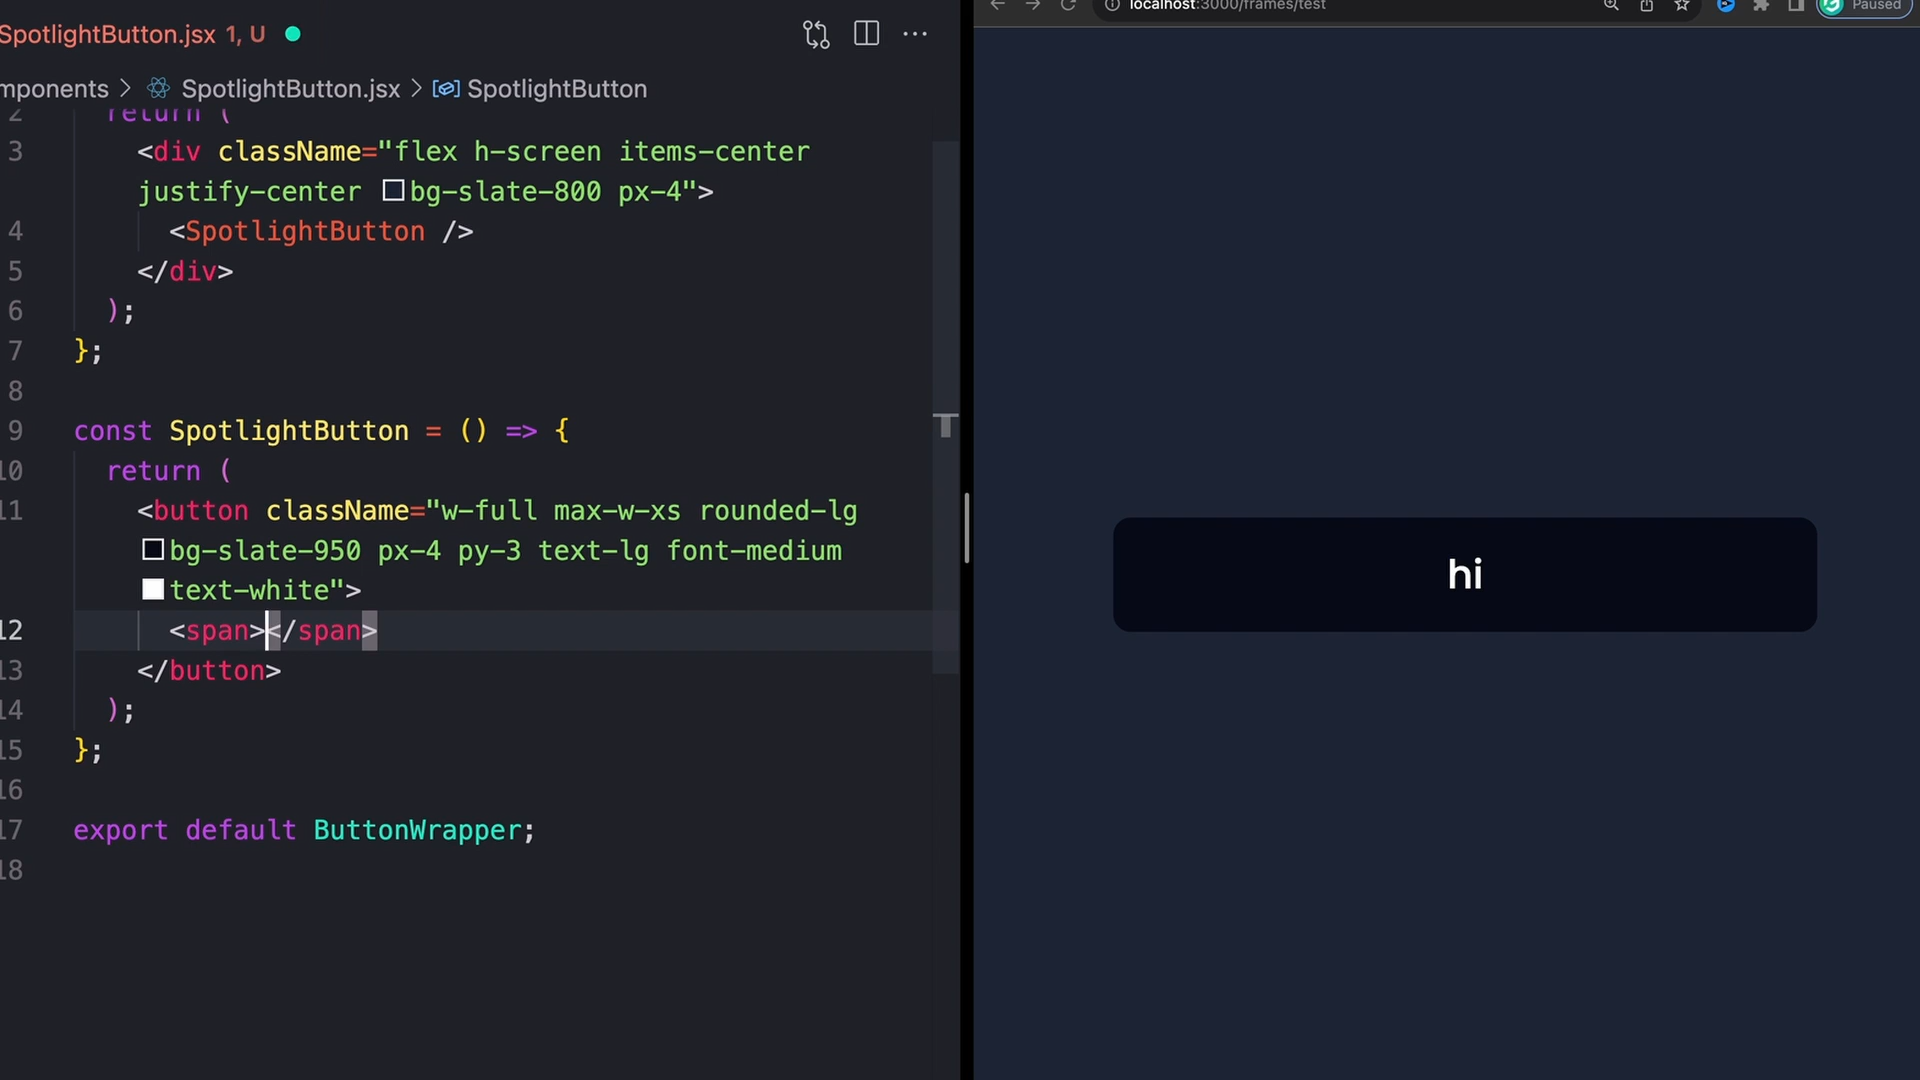 SpotlightButton.jsx 1, U
mponents > SpotlightButton.jsx > SpotlightButton
2 return (
3 <div className="flex h-screen items-center
justify-center bg-slate-800 px-4">
4 <SpotlightButton />
5 </div>
6 );
7 };
8
9 const SpotlightButton = () => {
10 return (
11 <button className="w-full max-w-xs rounded-lg
bg-slate-950 px-4 py-3 text-lg font-medium
text-white">
12 <span></span>
13 </button>
14 );
15 };
16
17 export default ButtonWrapper;
18
localhost:3000/frames/test
Paused
hi